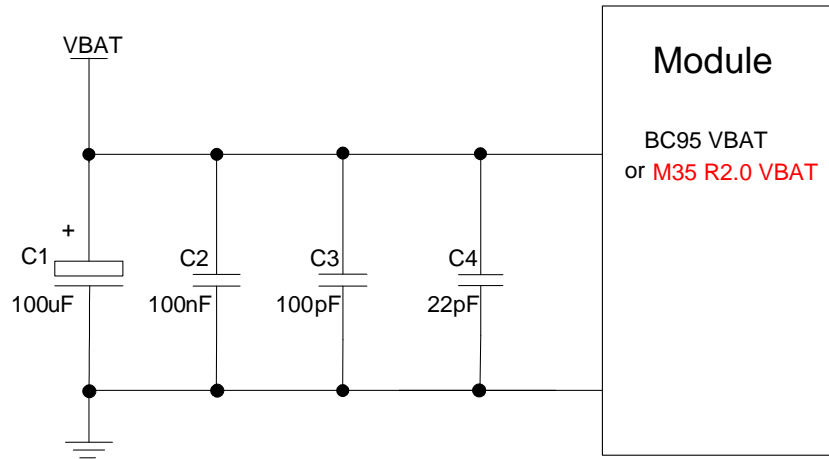 VBAT
Module
BC95 VBAT
or M35 R2.0 VBAT
+
C1
C2
C3
C4
100uF
100nF
100pF
22pF